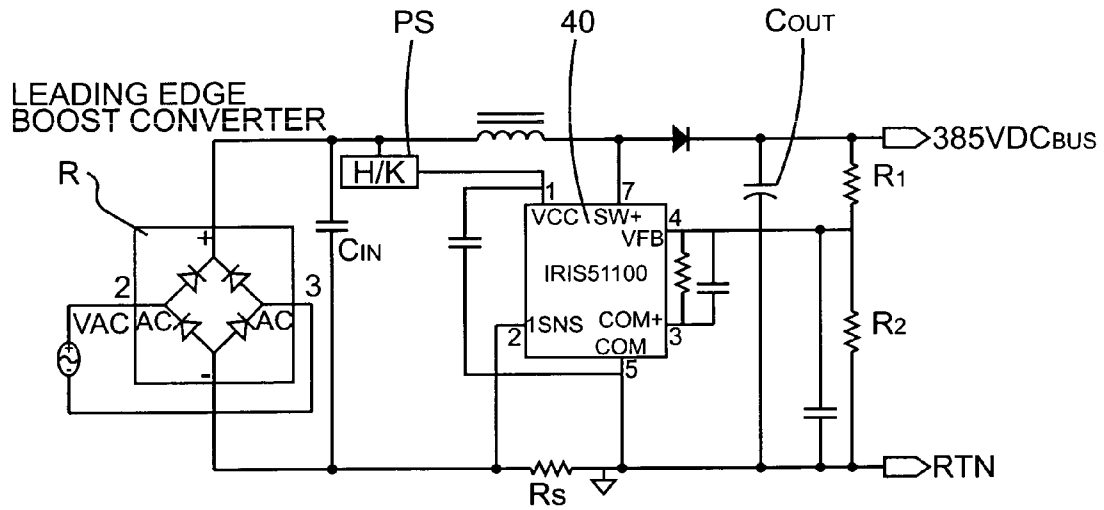 PS
40
COUT
LEADING EDGE
BOOST CONVERTER
385VDCBUS
R
H/K
1
7
R1
VCC
SW+
4
VFB
+
CIN
IRIS51100
2
3
VAC
AC
AC
1SNS
COM+
R2
2
COM
3
-
5
RS
RTN